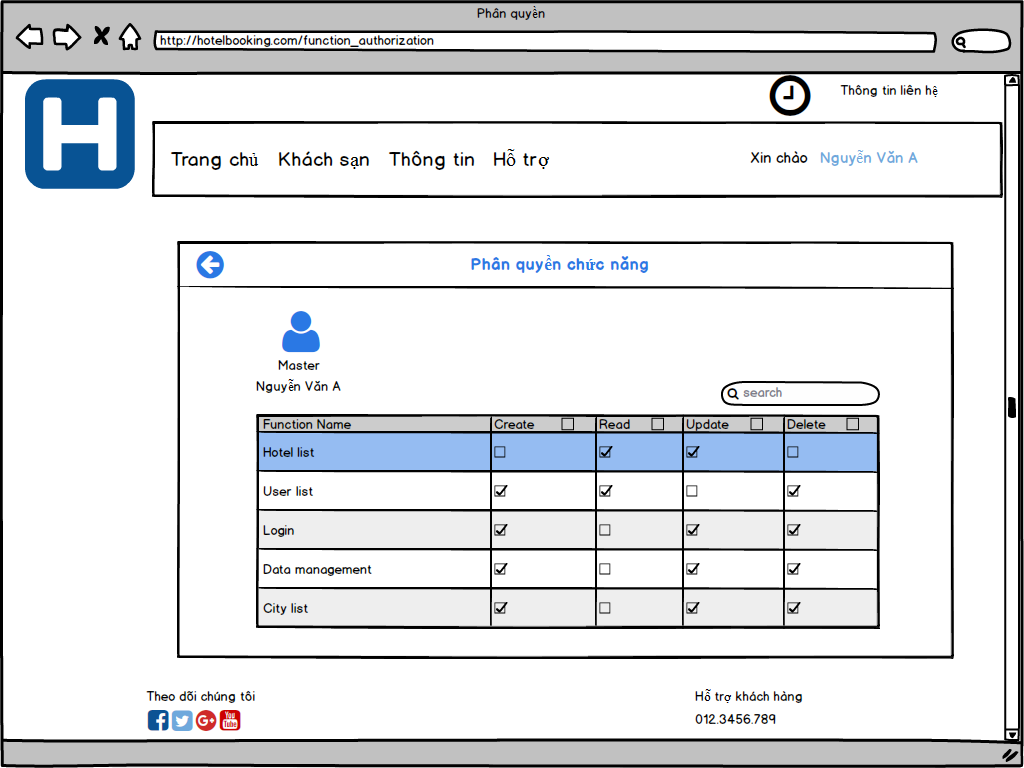 Phân quyền
http://hotelbooking.com/function_authorization
H
Thông tin liên hệ
Trang chủ Khách sạn Thông tin Hỗ trợ
Xin chào Nguyễn Văn A
Phân quyền chức năng
Master
Nguyễn Văn A
search
Function Name Create Read Update Delete
Hotel list
User list
Login
Data management
City list
Theo dõi chúng tôi
Hỗ trợ khách hàng
You Tube
012.3456.789